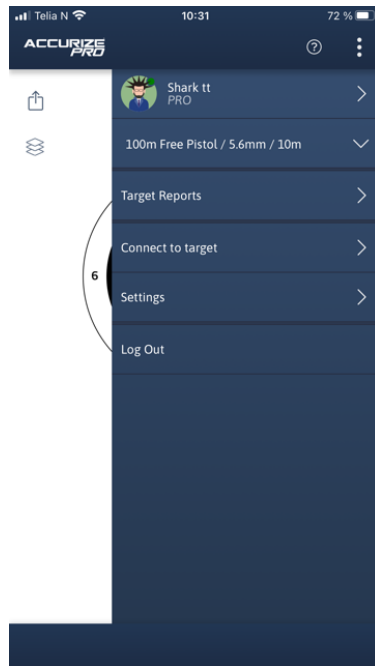 Telia N 10:31 72 %
ACCURIZE
PRO
Shark tt
PRO
100m Free Pistol / 5.6mm / 10m
Target Reports
Connect to target
6
Settings
Log Out